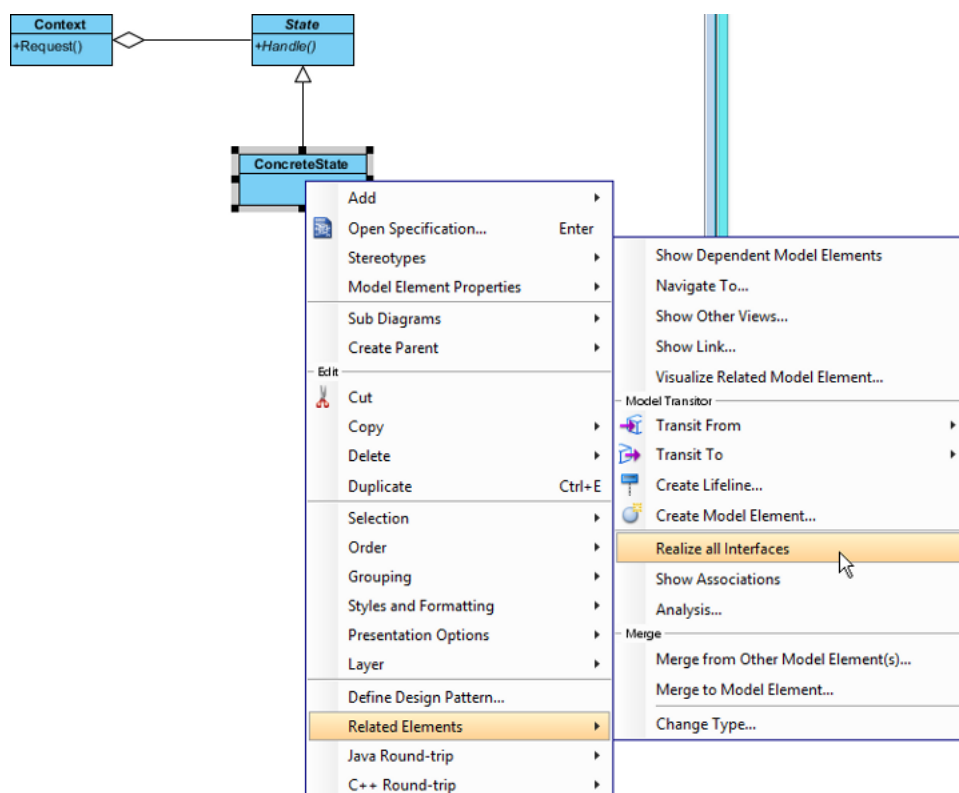 Context
+Request()
State
+Handle()
ConcreteState
Add
Open Specification... Enter
Stereotypes
Model Element Properties
Sub Diagrams
Create Parent
Edit
Cut
Copy
Delete
Duplicate Ctrl+E
Selection
Order
Grouping
Styles and Formatting
Presentation Options
Layer
Define Design Pattern...
Related Elements
Java Round-trip
C++ Round-trip
Show Dependent Model Elements
Navigate To...
Show Other Views...
Show Link...
Visualize Related Model Element...
Model Transitor
Transit From
Transit To
Create Lifeline...
Create Model Element...
Realize all Interfaces
Show Associations
Analysis...
Merge
Merge from Other Model Element(s)...
Merge to Model Element...
Change Type...